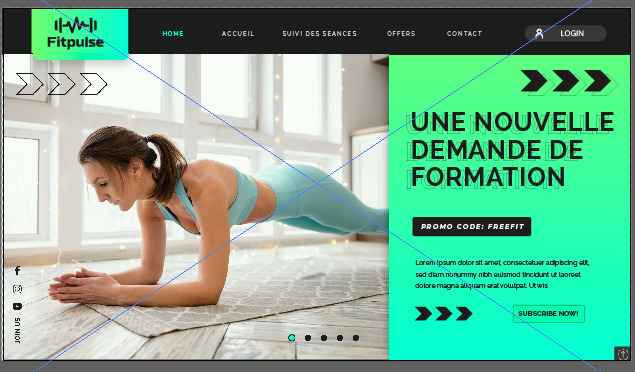 Fitpulse
HOME ACCUEIL SUIVI DES SEANCES OFFERS CONTACT LOGIN
UNE NOUVELLE
DEMANDE DE
FORMATION
PROMO CODE: FREEFIT
Lorem ipsum dolor sit amet, consectetuer adipiscing elit,
sed diam nonummy nibh euismod tincidunt ut laoreet
dolore magna aliquam erat volutpat. Ut wis
SUBSCRIBE NOW!
JOIN US